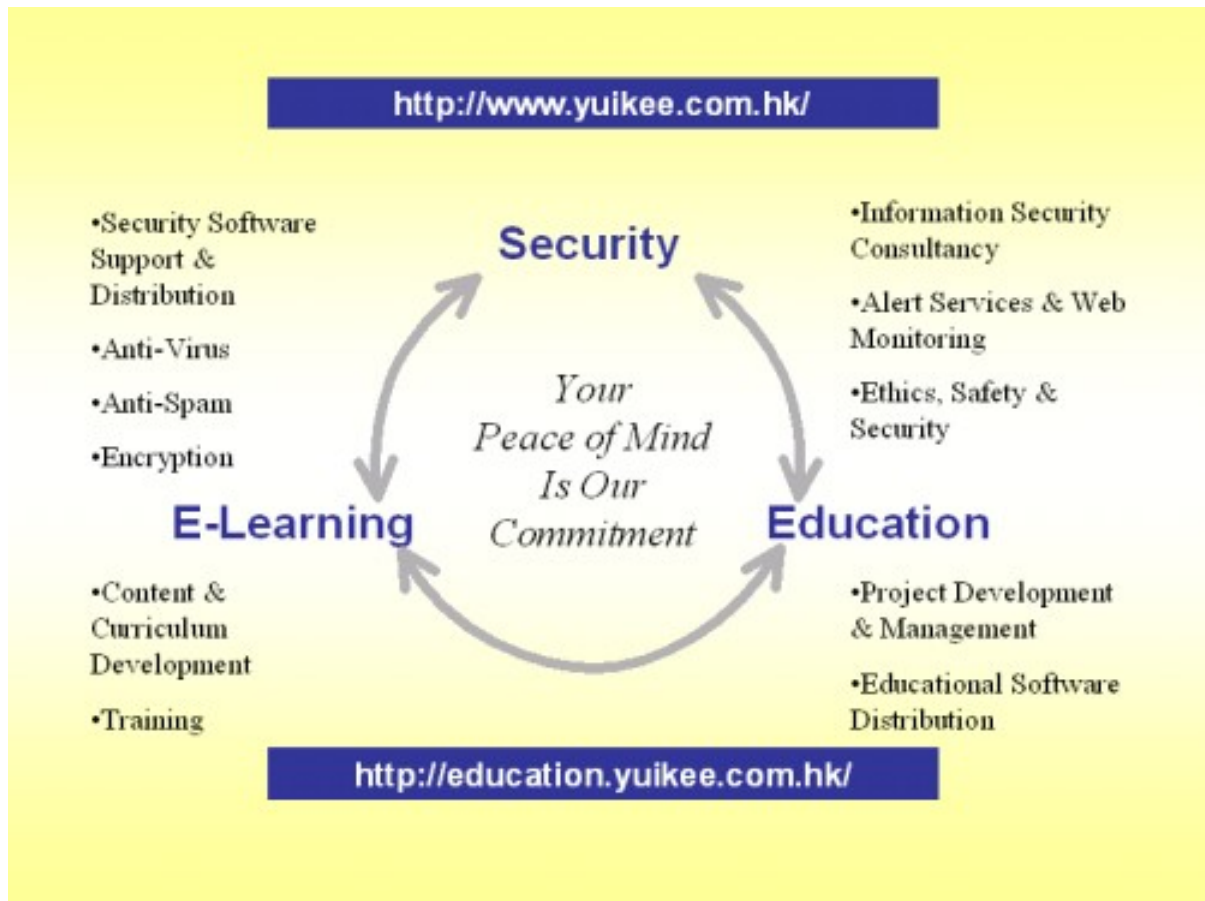 http://www.yuikee.com.hk/
•Security Software
Support &
Distribution
•Anti-Virus
•Anti-Spam
•Encryption
Security
•Information Security
Consultancy
•Alert Services & Web
Monitoring
•Ethics, Safety &
Security
Your
Peace of Mind
Is Our
Commitment
E-Learning
Education
•Content &
Curriculum
Development
•Training
•Project Development
& Management
•Educational Software
Distribution
http://education.yuikee.com.hk/